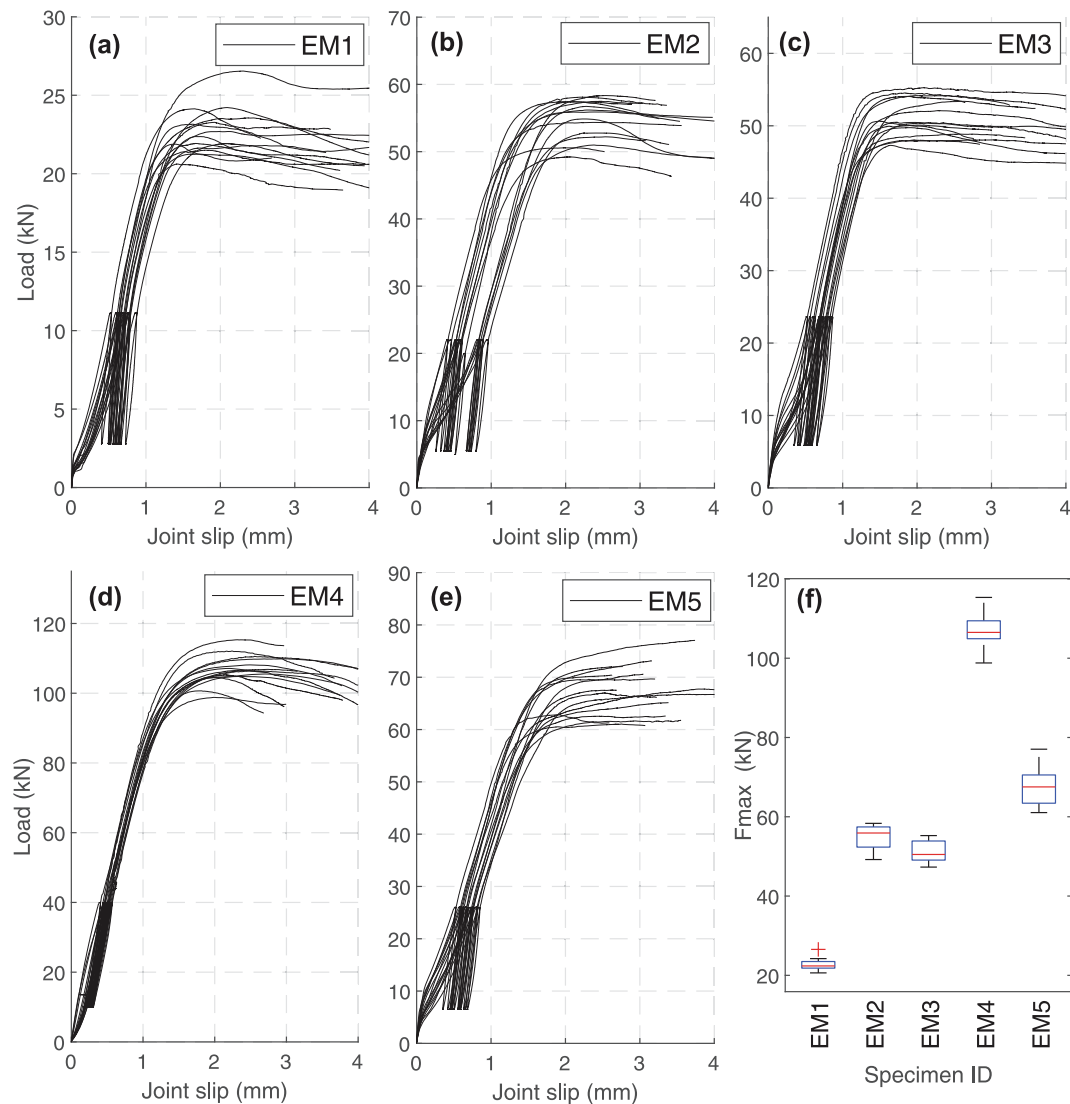 (a)
EM1
30
25
20
15
10
5
0
Load (kN)
0 1 2 3 4
Joint slip (mm)
(b)
EM2
70
60
50
40
30
20
10
0
0 1 2 3 4
Joint slip (mm)
(c)
EM3
60
50
40
30
20
10
0
0 1 2 3 4
Joint slip (mm)
(d)
EM4
120
100
80
60
40
20
0
Load (kN)
0 1 2 3 4
Joint slip (mm)
(e)
EM5
90
80
70
60
50
40
30
20
10
0
0 1 2 3 4
Joint slip (mm)
(f)
120
100
80
60
40
20
Fmax (kN)
EM1 EM2 EM3 EM4 EM5
Specimen ID